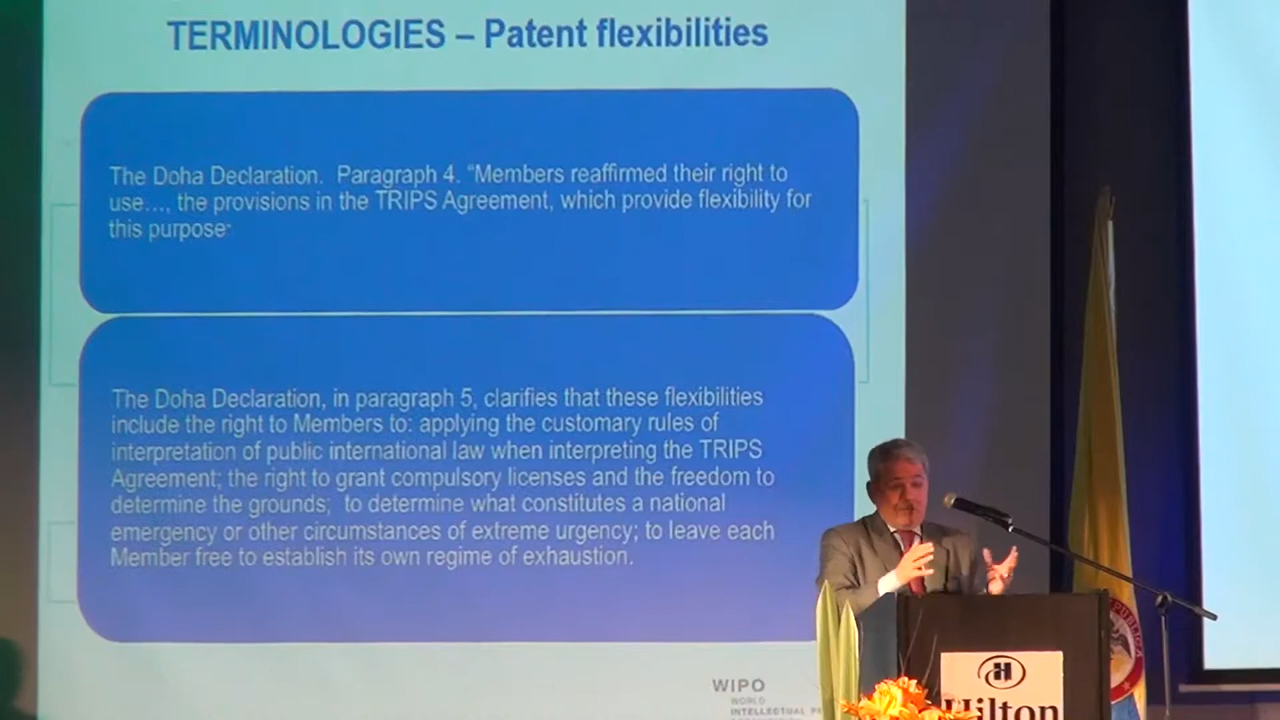 TERMINOLOGIES – Patent flexibilities
The Doha Declaration. Paragraph 4. “Members reaffirmed their right to
use…, the provisions in the TRIPS Agreement, which provide flexibility for
this purpose”
The Doha Declaration, in paragraph 5, clarifies that these flexibilities
include the right to Members to: applying the customary rules of
interpretation of public international law when interpreting the TRIPS
Agreement; the right to grant compulsory licenses and the freedom to
determine the grounds; to determine what constitutes a national
emergency or other circumstances of extreme urgency; to leave each
Member free to establish its own regime of exhaustion.
WIPO
WORLD
INTELLECTUAL
H
Hilton